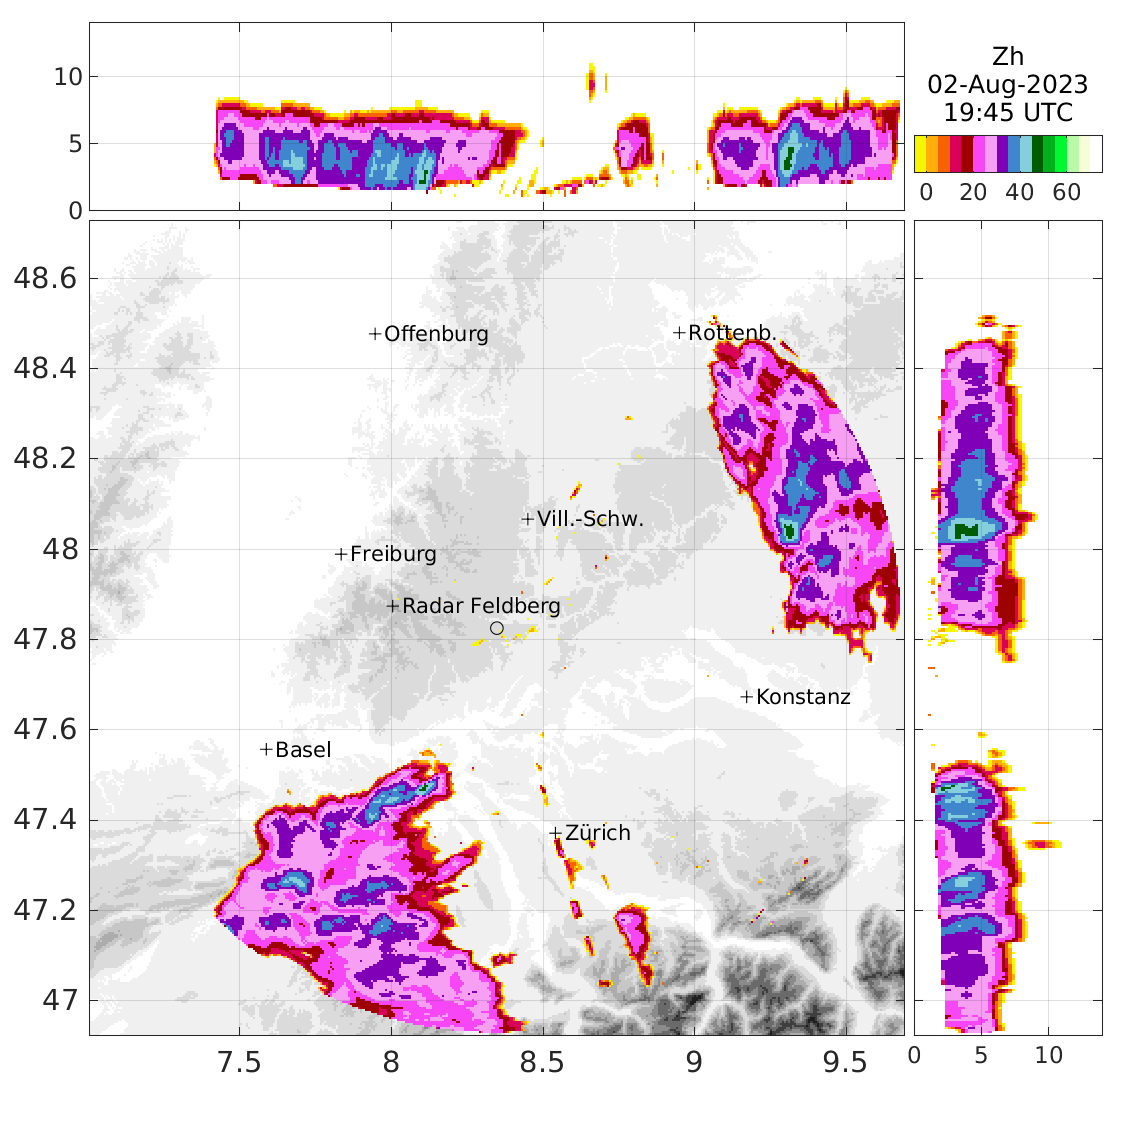 10
5
0
Zh
02-Aug-2023
19:45 UTC
0 20 40 60
48.6
48.4
48.2
48
47.8
47.6
47.4
47.2
47
+Offenburg
+Rottenb.
+Vill.-Schw.
+Freiburg
+Radar Feldberg
+Konstanz
+Basel
+Zürich
7.5 8 8.5 9 9.5
0 5 10